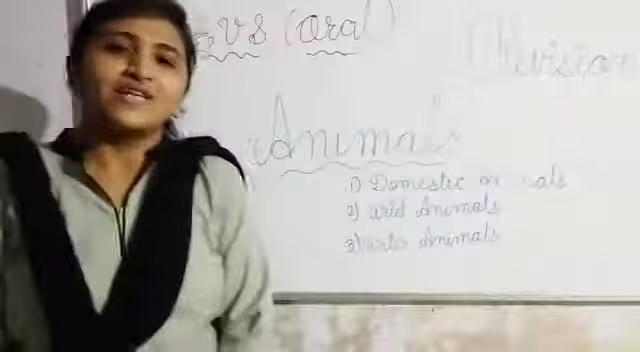 EVS (Oral)
Revision
Animals
1) Domestic Animals
2) wild Animals
3) water Animals